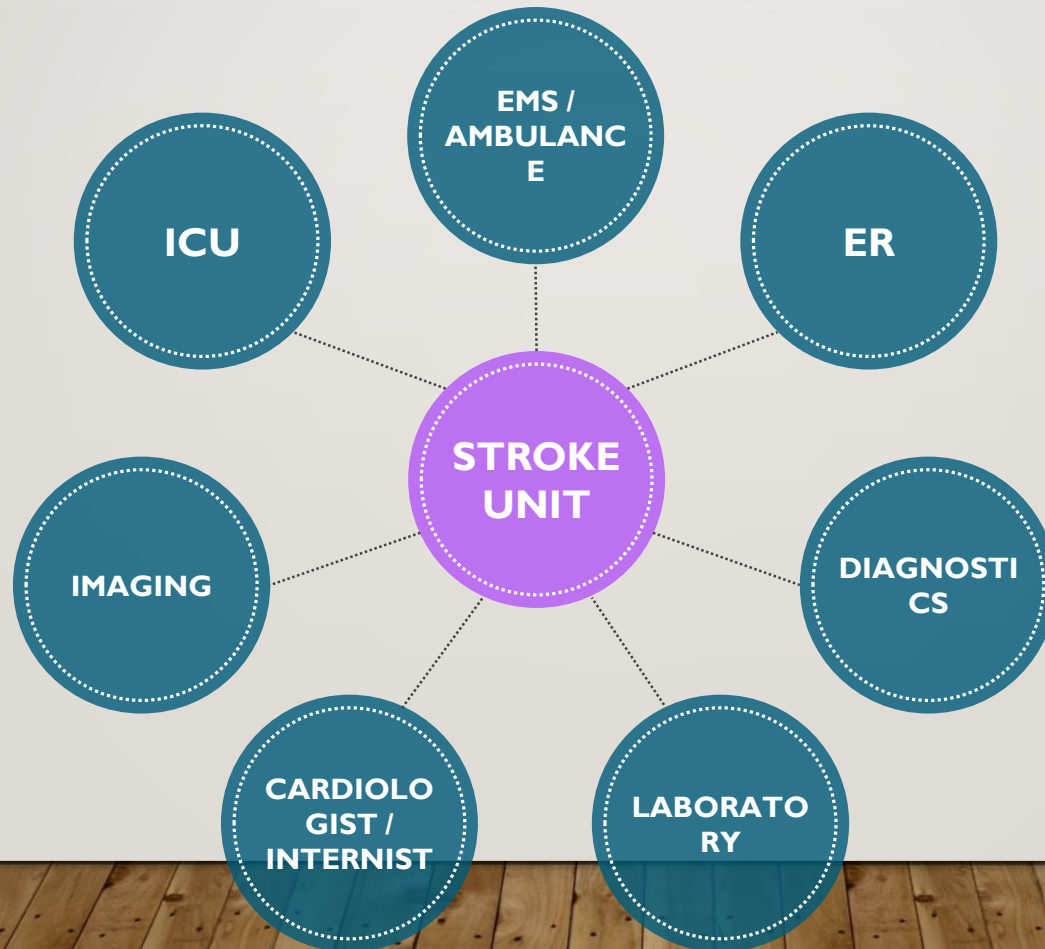 EMS /
AMBULANC
E
ICU
ER
STROKE
UNIT
IMAGING
DIAGNOSTI
CS
CARDIOLO
GIST /
INTERNIST
LABORATO
RY